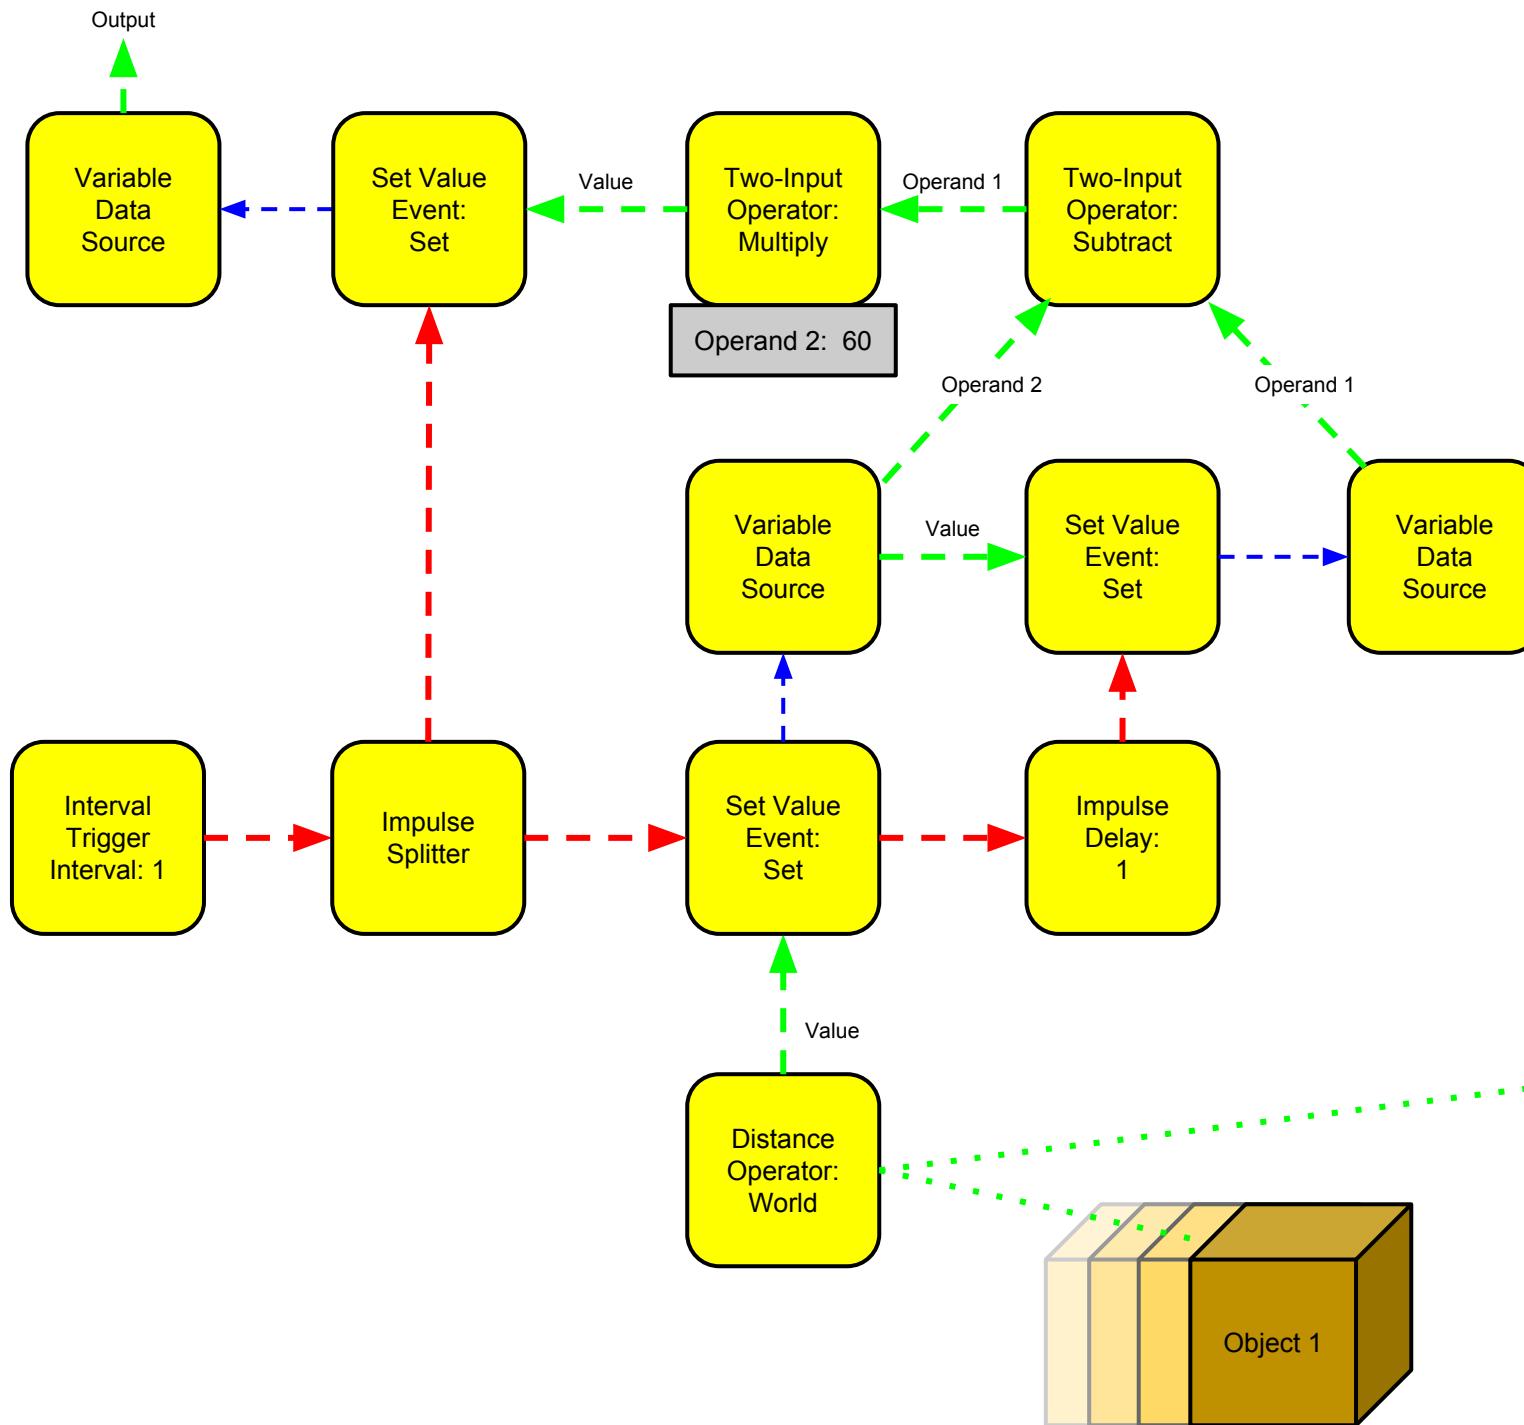 Output
Variable
Data
Source
Set Value
Event:
Set
Value
Two-Input
Operator:
Multiply
Operand 1
Two-Input
Operator:
Subtract
Operand 2:  60
Operand 2
Operand 1
Variable
Data
Source
Value
Set Value
Event:
Set
Variable
Data
Source
Interval
Trigger
Interval: 1
Impulse
Splitter
Set Value
Event:
Set
Impulse
Delay:
1
Value
Distance
Operator:
World
Object 1